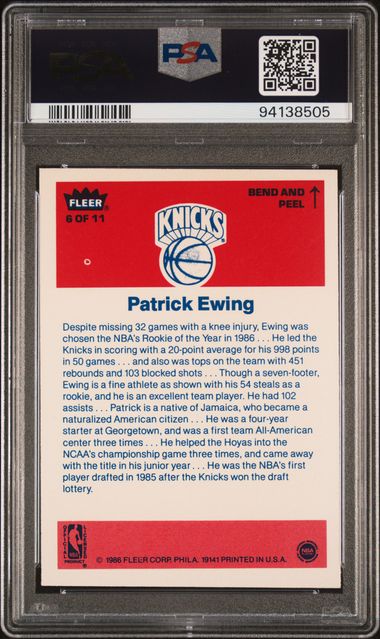 PSA
PSA
94138505
FLEER
6 OF 11
BEND AND
PEEL
KNICKS
Patrick Ewing
Despite missing 32 games with a knee injury, Ewing was
chosen the NBA's Rookie of the Year in 1986 . . . He led the
Knicks in scoring with a 20-point average for his 998 points
in 50 games . . . and also was tops on the team with 451
rebounds and 103 blocked shots . . . Though a seven-footer,
Ewing is a fine athlete as shown with his 54 steals as a
rookie, and he is an excellent team player. He had 102
assists . . . Patrick is a native of Jamaica, who became a
naturalized American citizen . . . He was a four-year
starter at Georgetown, and was a first team All-American
center three times . . . He helped the Hoyas into the
NCAA's championship game three times, and came away
with the title in his junior year . . . He was the NBA's first
player drafted in 1985 after the Knicks won the draft
lottery.
OFFICIAL LICENSED
NBA
PRODUCT
© 1986 FLEER CORP. PHILA. 19141 PRINTED IN U.S.A.
NBA